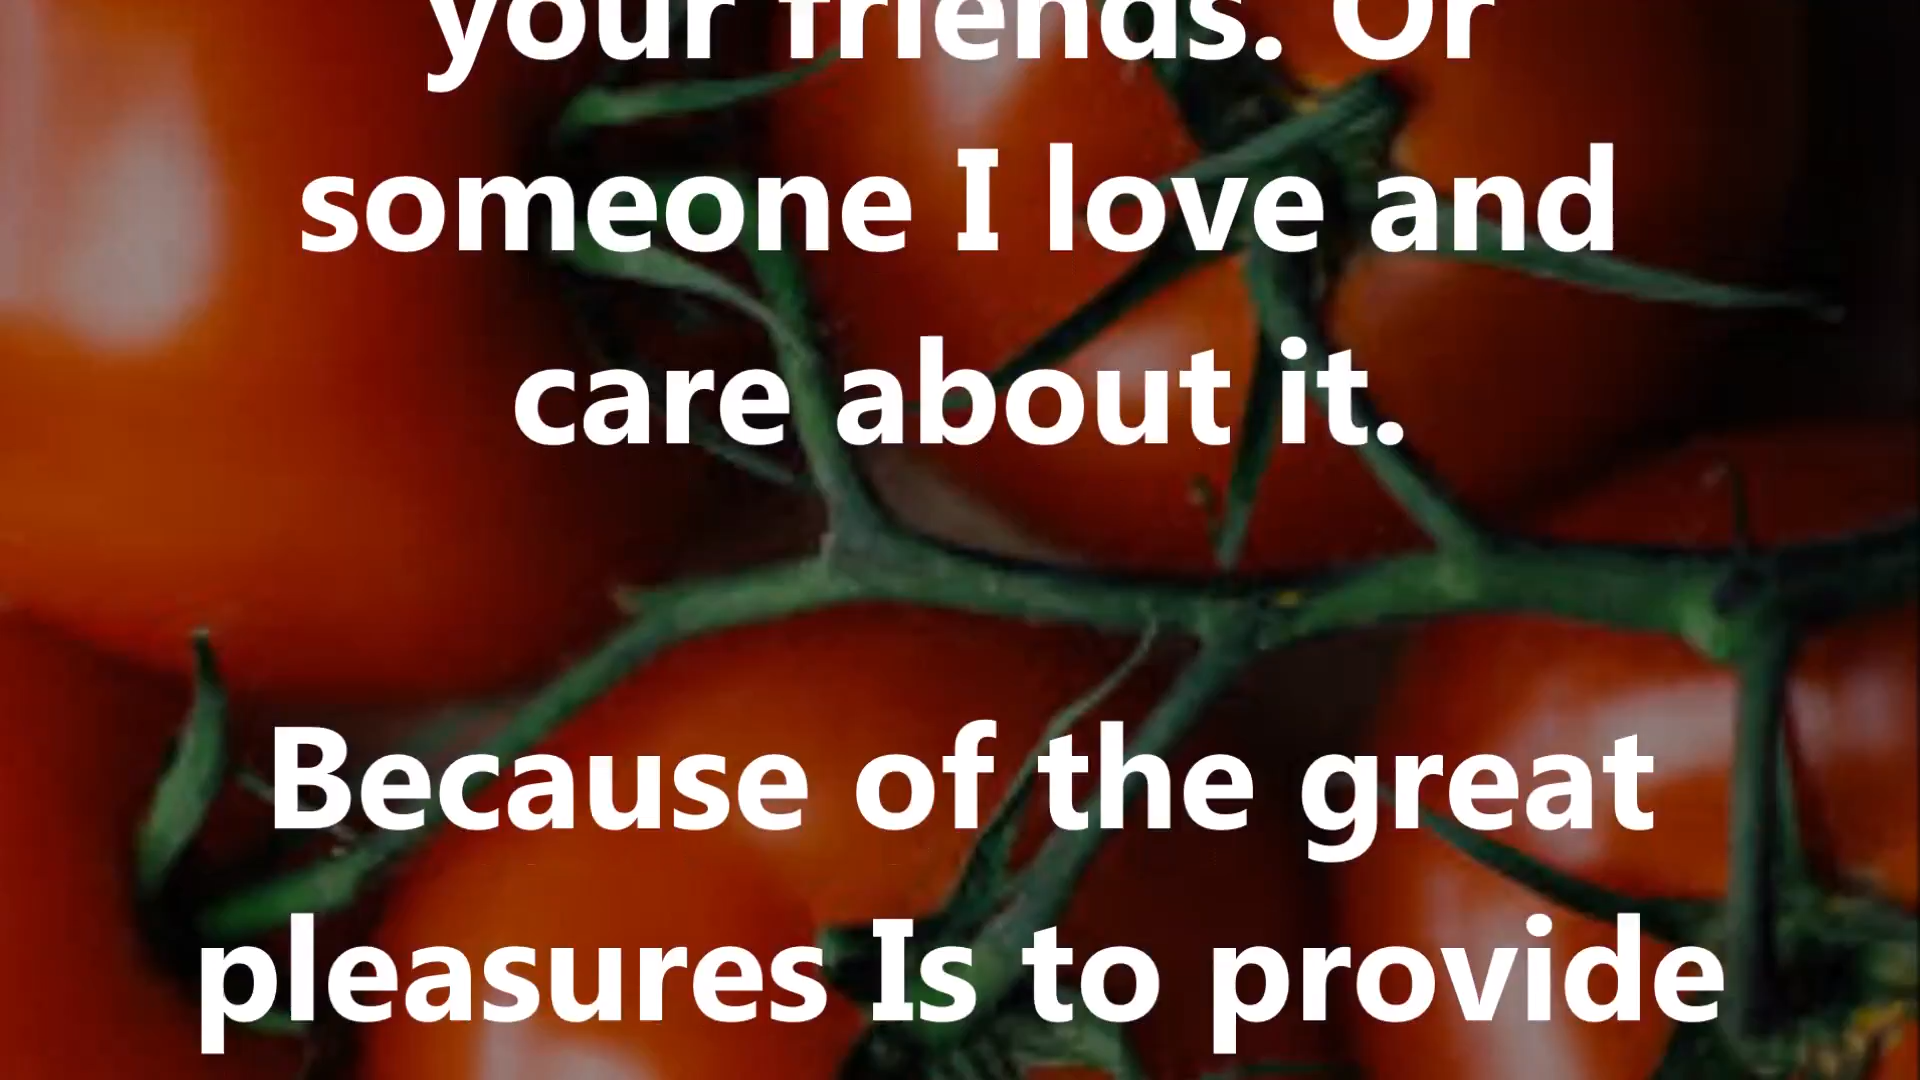 your friends. Or
someone I love and
care about it.
Because of the great
pleasures Is to provide